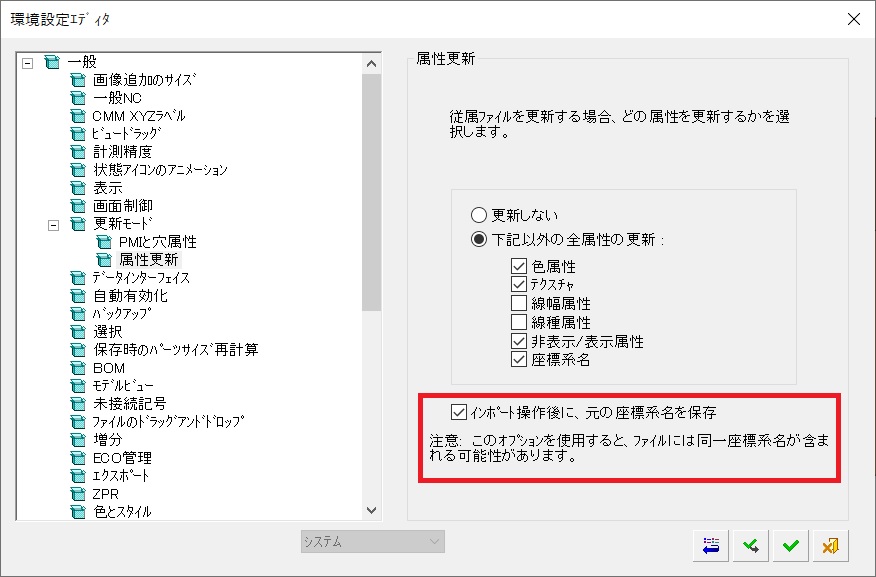 環境設定ｴﾃﾞｨﾀ
一般
画像追加のｻｲｽﾞ
一般NC
CMM XYZﾗﾍﾞﾙ
ﾋﾞｭｰﾄﾞﾗｯｸﾞ
計測精度
状態ｱｲｺﾝのｱﾆﾒｰｼｮﾝ
表示
画面制御
更新ﾓｰﾄﾞ
PMIと穴属性
属性更新
ﾃﾞｰﾀｲﾝﾀｰﾌｪｲｽ
自動有効化
ﾊﾞｯｸｱｯﾌﾟ
選択
保存時のﾊﾟｰﾂｻｲｽﾞ再計算
BOM
ﾓﾃﾞﾙﾋﾞｭｰ
未接続記号
ﾌｧｲﾙのﾄﾞﾗｯｸﾞｱﾝﾄﾞﾄﾞﾛｯﾌﾟ
増分
ECO管理
ｴｸｽﾎﾟｰﾄ
ZPR
色とｽﾀｲﾙ
属性更新
従属ﾌｧｲﾙを更新する場合、どの属性を更新するかを選
択します。
更新しない
下記以外の全属性の更新 :
色属性
ﾃｸｽﾁｬ
線幅属性
線種属性
非表示/表示属性
座標系名
ｲﾝﾎﾟｰﾄ操作後に、元の座標系名を保存
注意: このｵﾌﾟｼｮﾝを使用すると、ﾌｧｲﾙには同一座標系名が含ま
れる可能性があります。
ｼｽﾃﾑ